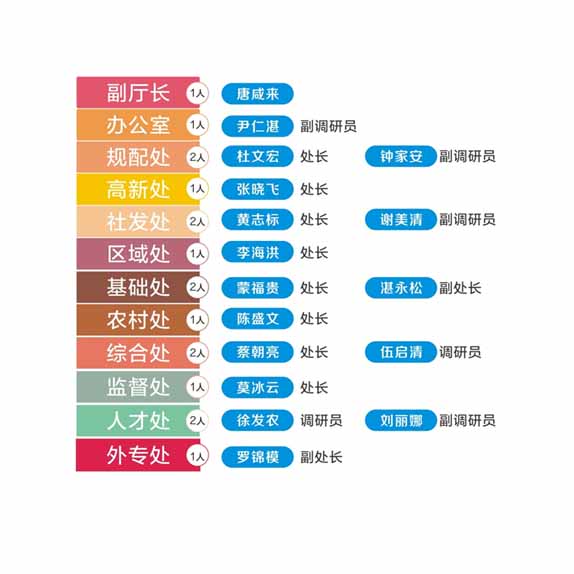 副厅长 1人 唐咸来
办公室 1人 尹仁湛 副调研员
规配处 2人 杜文宏 处长 钟家安 副调研员
高新处 1人 张晓飞 处长
社发处 2人 黄志标 处长 谢美清 副调研员
区域处 1人 李海洪 处长
基础处 2人 蒙福贵 处长 湛永松 副处长
农村处 1人 陈盛文 处长
综合处 2人 蔡朝亮 处长 伍启清 调研员
监督处 1人 莫冰云 处长
人才处 2人 徐发农 调研员 刘丽娜 副调研员
外专处 1人 罗锦模 副处长